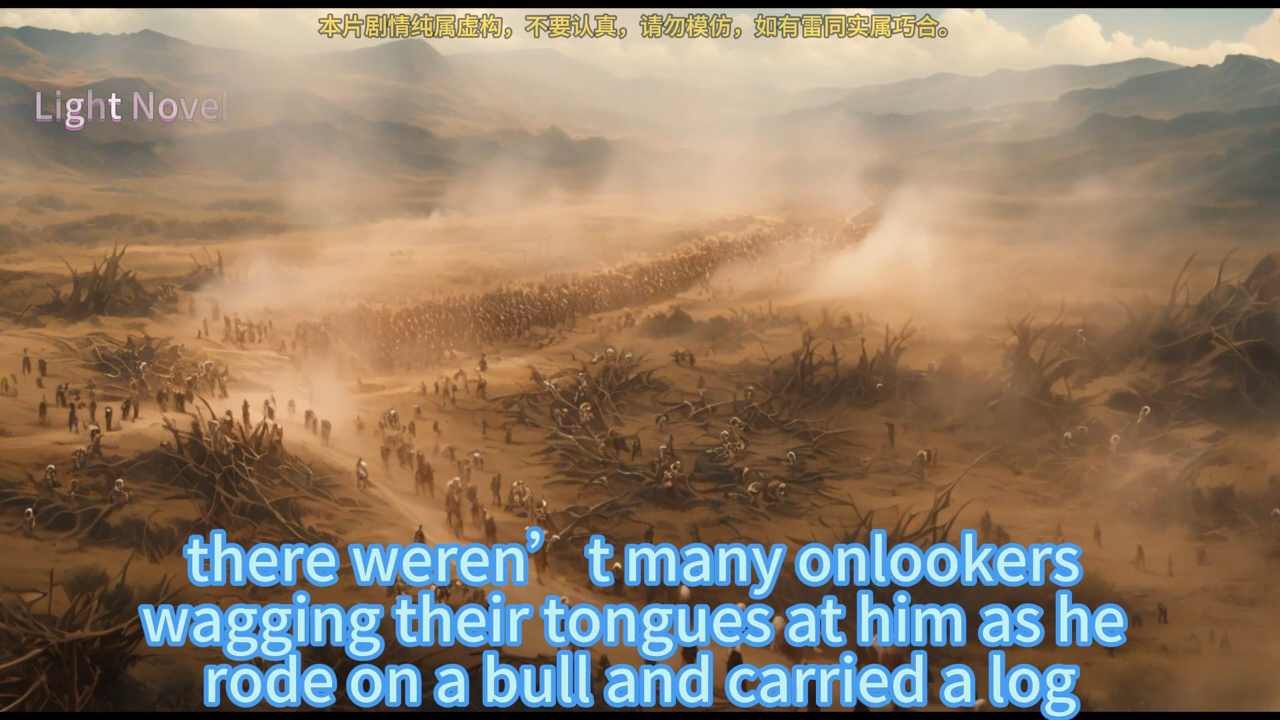 本片剧情纯属虚构，不要认真，请勿模仿，如有雷同实属巧合。
Light Novel
there weren’ t many onlookers
wagging their tongues at him as he
rode on a bull and carried a log